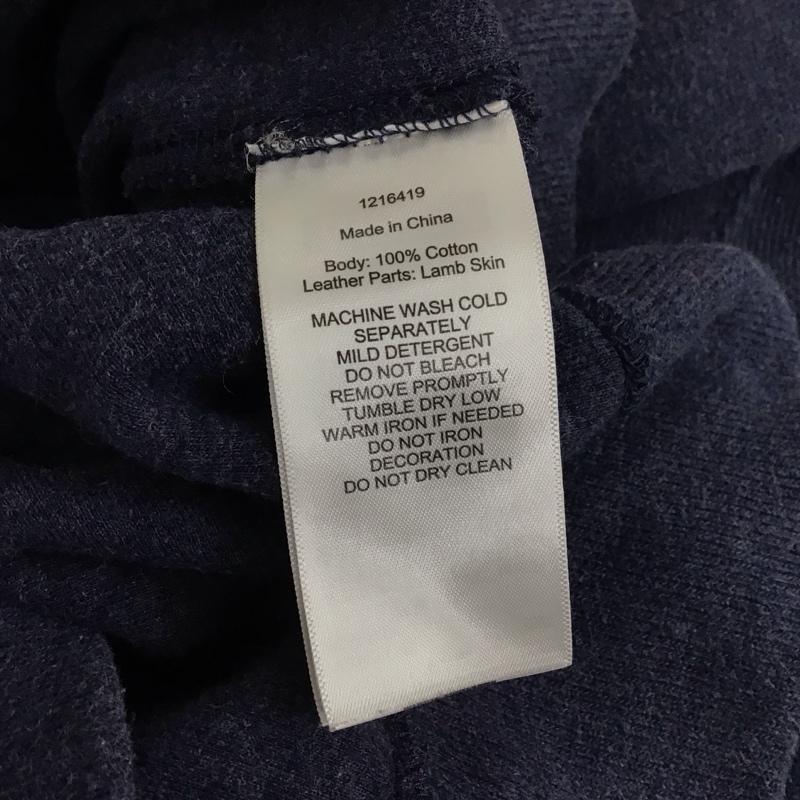 1216419
Made in China
Body: 100% Cotton
Leather Parts: Lamb Skin
MACHINE WASH COLD
SEPARATELY
MILD DETERGENT
DO NOT BLEACH
REMOVE PROMPTLY
TUMBLE DRY LOW
WARM IRON IF NEEDED
DO NOT IRON
DECORATION
DO NOT DRY CLEAN